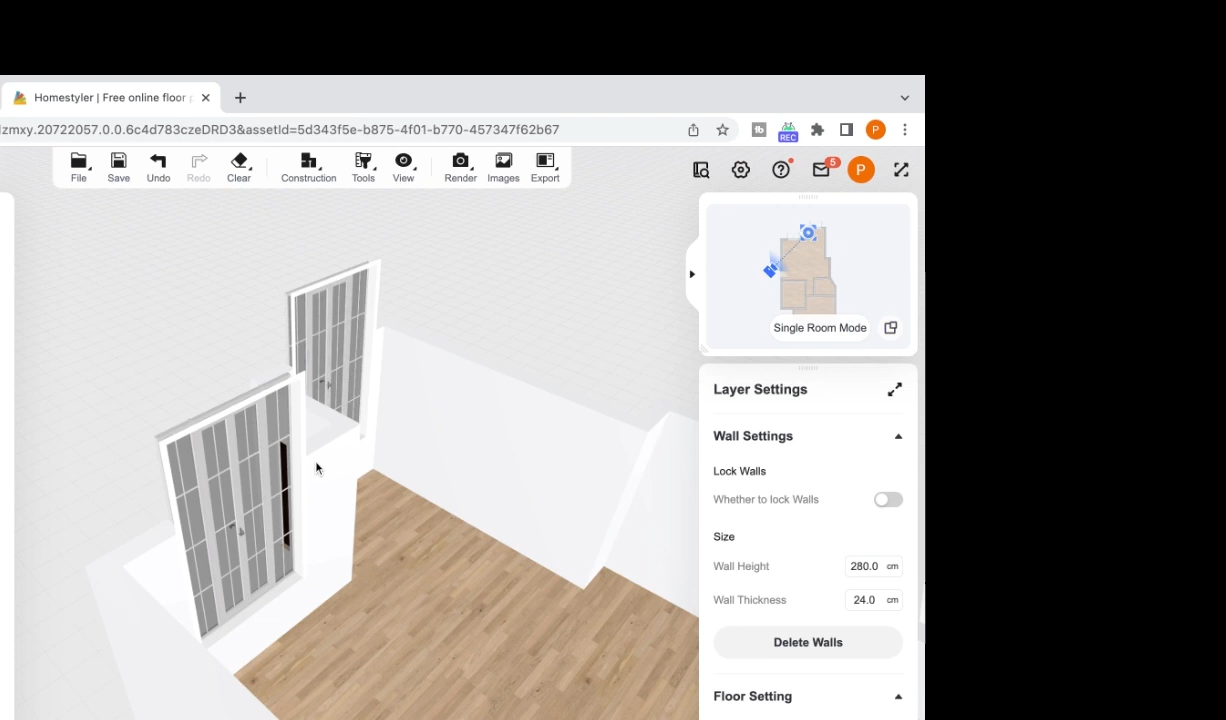 Homestyler | Free online floor
lzmxy.20722057.0.0.6c4d783czeDRD3&assetId=5d343f5e-b875-4f01-b770-457347f62b67
REC
P
File
Save
Undo
Redo
Clear
Construction
Tools
View
Render
Images
Export
5
P
Single Room Mode
Layer Settings
Wall Settings
Lock Walls
Whether to lock Walls
Size
Wall Height 280.0 cm
Wall Thickness 24.0 cm
Delete Walls
Floor Setting